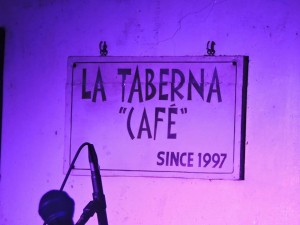 LA TABERNA
"CAFÉ"
SINCE 1997